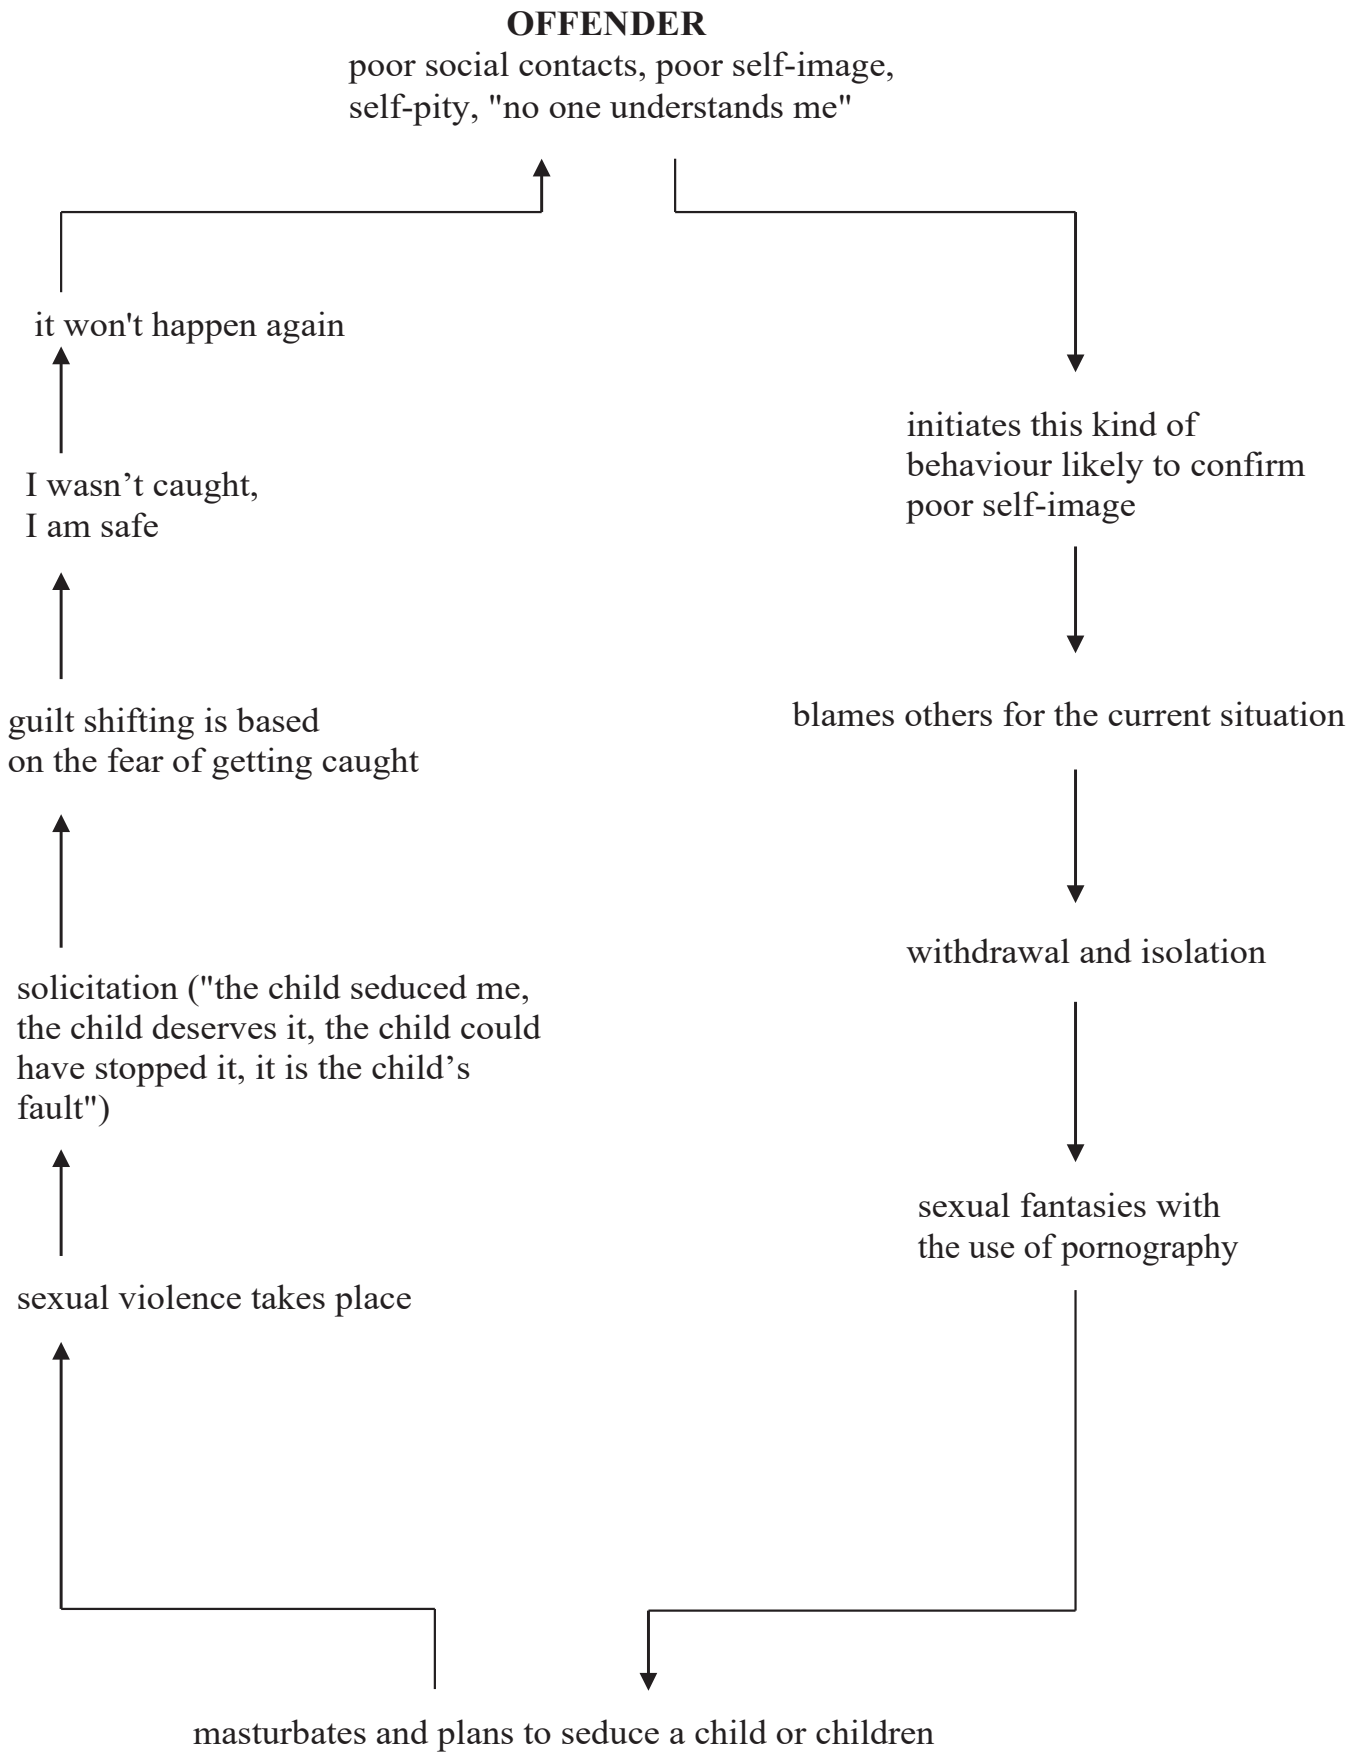 OFFENDER
poor social contacts, poor self-image,
self-pity, "no one understands me"
initiates this kind of
behaviour likely to confirm
poor self-image
blames others for the current situation
withdrawal and isolation
sexual fantasies with
the use of pornography
masturbates and plans to seduce a child or children
sexual violence takes place
solicitation ("the child seduced me,
the child deserves it, the child could
have stopped it, it is the child’s
fault")
guilt shifting is based
on the fear of getting caught
I wasn’t caught,
I am safe
it won't happen again